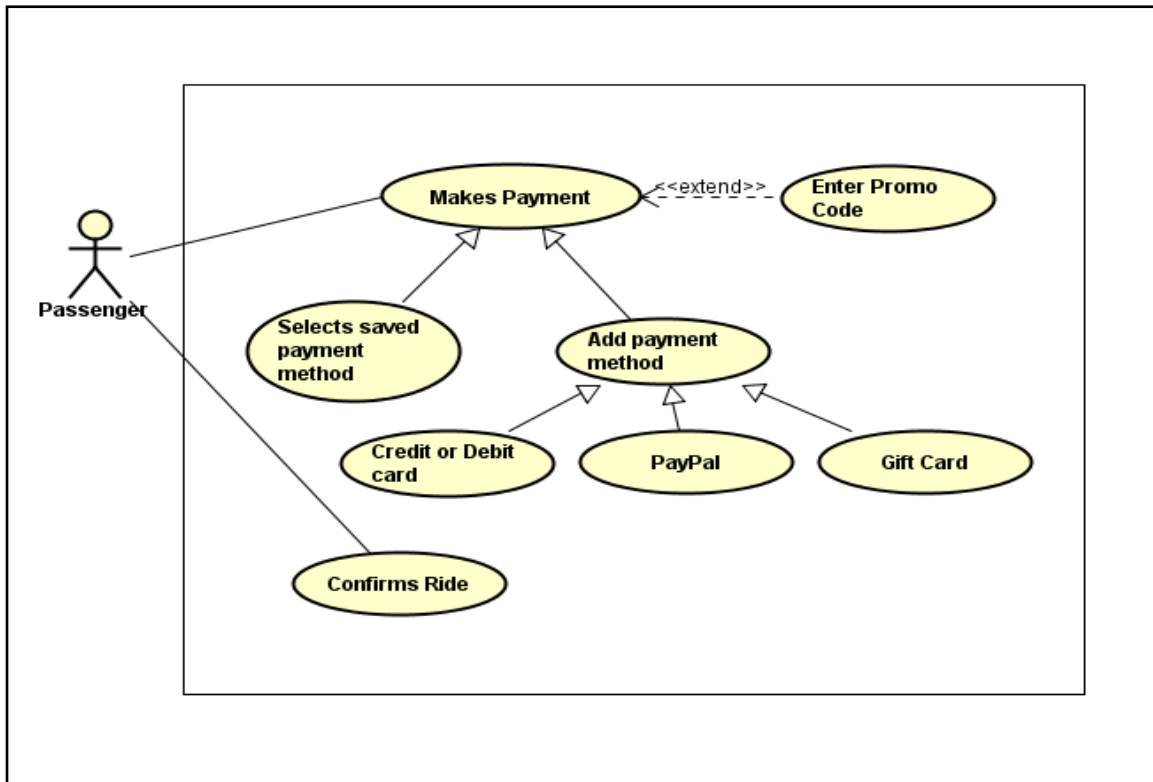 Makes Payment
<<extend>>
Enter Promo
Code
Passenger
Selects saved
payment
method
Add payment
method
Credit or Debit
card
PayPal
Gift Card
Confirms Ride